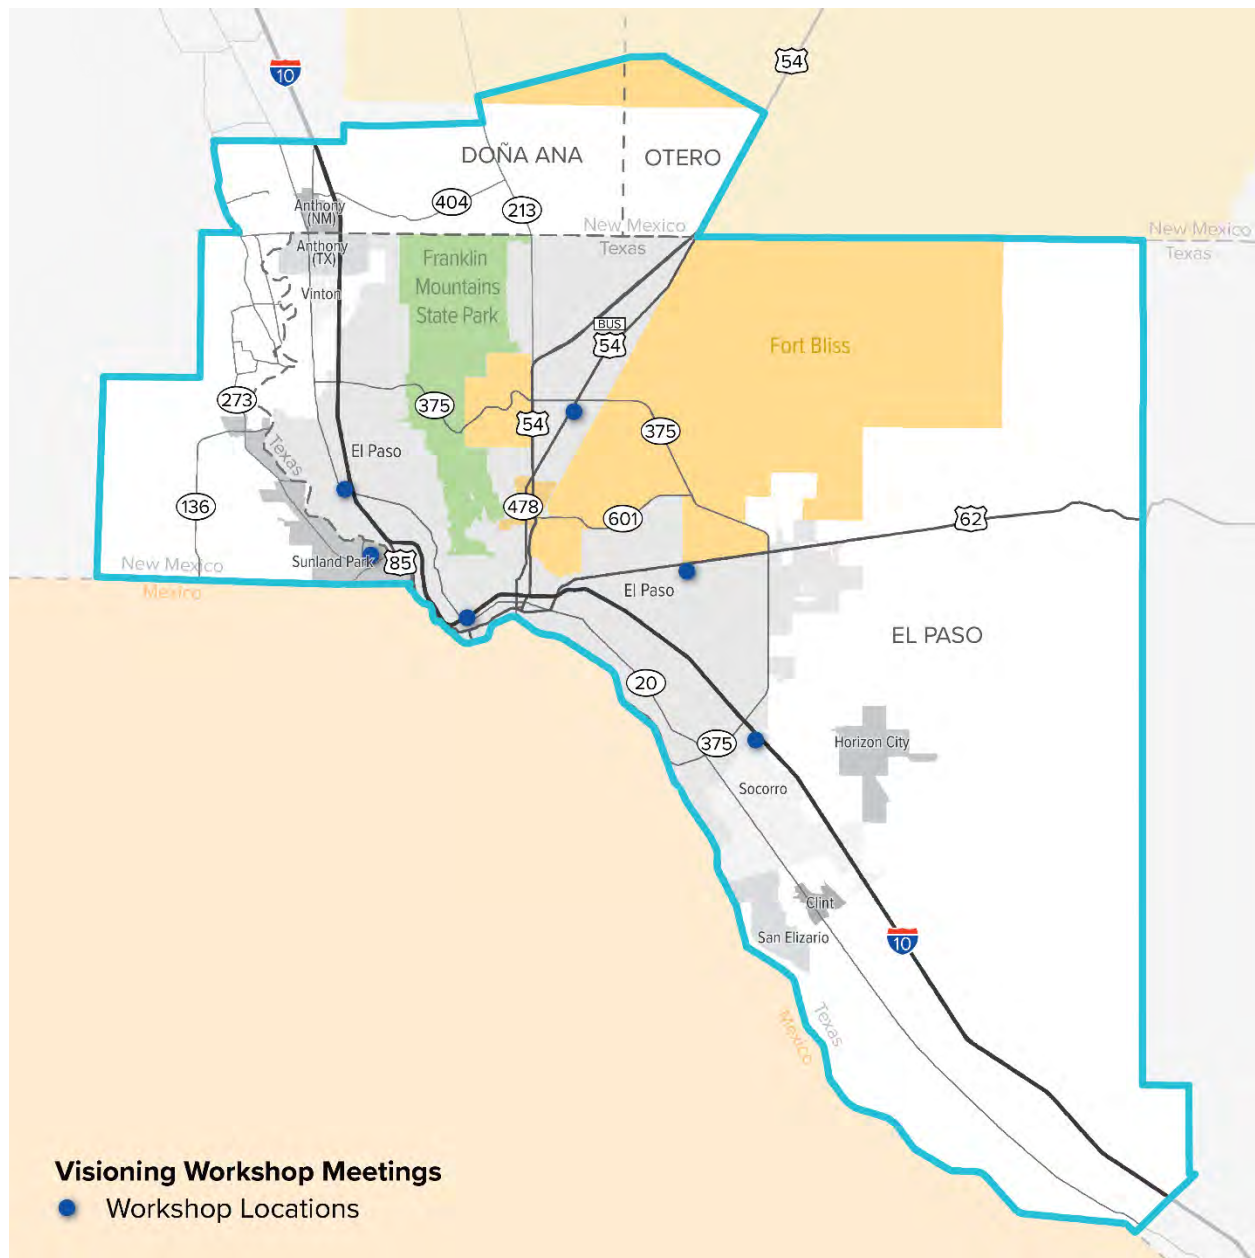 54
10
DOÑA ANA
OTERO
Anthony
(NM)
404
213
New Mexico
Texas
New Mexico
Texas
Anthony
(TX)
Franklin
Mountains
State Park
Vinton
BUS
54
Fort Bliss
273
375
54
375
Texas
El Paso
136
478
601
62
New Mexico
Mexico
Sunland Park
85
El Paso
EL PASO
20
375
Horizon City
Socorro
Clint
San Elizario
10
Texas
Mexico
Visioning Workshop Meetings
Workshop Locations